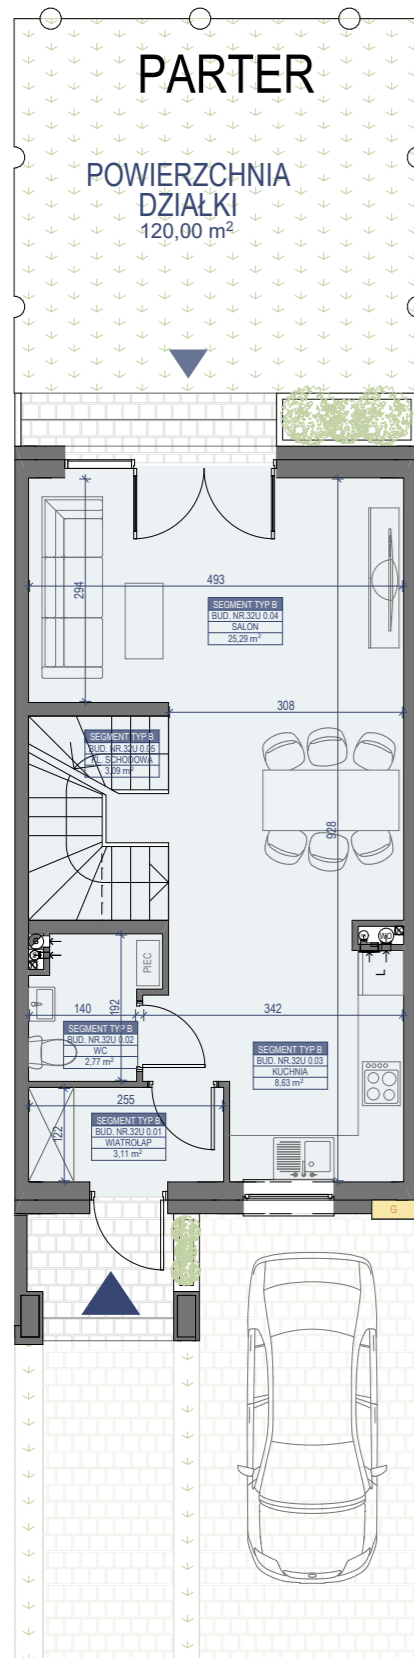 PARTER
POWIERZCHNIA
DZIAŁKI
120,00 m²
493
294
SEGMENT TYP B
BUD. NR.32U 0.04
SALON
25,29 m²
308
SEGMENT TYP B
BUD. NR.32U 0.05
KL. SCHODOWA
3,09 m²
928
WD
G
PIEC
L
140
192
342
SEGMENT TYP B
BUD. NR.32U 0.02
WC
2,77 m²
SEGMENT TYP B
BUD. NR.32U 0.03
KUCHNIA
8,63 m²
255
122
SEGMENT TYP B
BUD. NR.32U 0.01
WIATROŁAP
3,11 m²
G